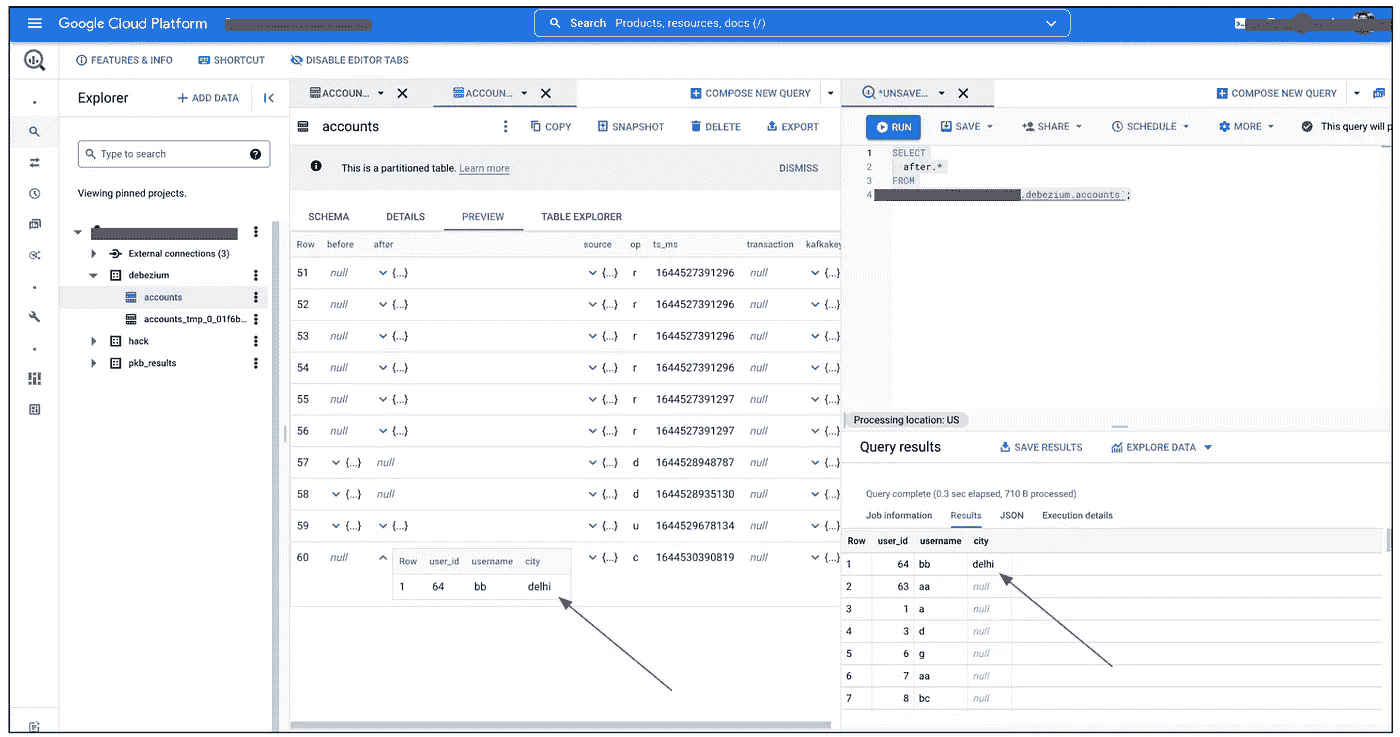 Google Cloud Platform
Search Products, resources, docs (/)
FEATURES & INFO SHORTCUT DISABLE EDITOR TABS
Explorer + ADD DATA
Type to search
Viewing pinned projects.
External connections (3)
debezium
accounts
accounts_tmp_0_01f6b...
hack
pkb_results
ACCOUN... ACCOUN... COMPOSE NEW QUERY
accounts COPY SNAPSHOT DELETE EXPORT
This is a partitioned table. Learn more DISMISS
SCHEMA DETAILS PREVIEW TABLE EXPLORER
Row before after source op ts_ms transaction kafkakey
51 null {...} {...} r 1644527391296 null {...}
52 null {...} {...} r 1644527391296 null {...}
53 null {...} {...} r 1644527391296 null {...}
54 null {...} {...} r 1644527391296 null {...}
55 null {...} {...} r 1644527391297 null {...}
56 null {...} {...} r 1644527391297 null {...}
57 {...} null {...} d 1644528948787 null {...}
58 {...} null {...} d 1644528935130 null {...}
59 {...} {...} {...} u 1644529678134 null {...}
60 null {...} c 1644530390819 null {...}
Row user_id username city
1 64 bb delhi
*UNSAVE... COMPOSE NEW QUERY
RUN SAVE SHARE SCHEDULE MORE This query will p
1 SELECT
2 after.*
3 FROM
4 .debezium.accounts`;
Processing location: US
Query results SAVE RESULTS EXPLORE DATA
Query complete (0.3 sec elapsed, 710 B processed)
Job information Results JSON Execution details
Row user_id username city
1 64 bb delhi
2 63 aa null
3 1 a null
4 3 d null
5 6 g null
6 7 aa null
7 8 bc null